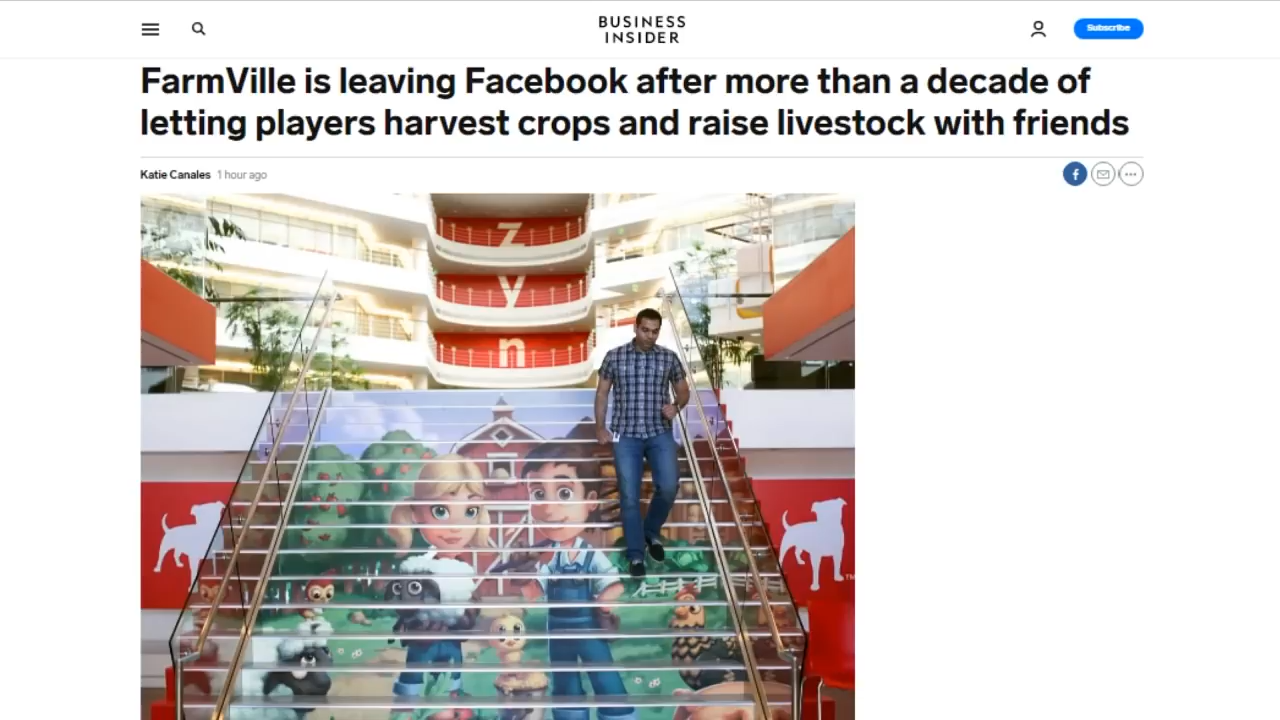 BUSINESS
INSIDER
Subscribe
FarmVille is leaving Facebook after more than a decade of
letting players harvest crops and raise livestock with friends
Katie Canales 1 hour ago
f
z
y
n
TM